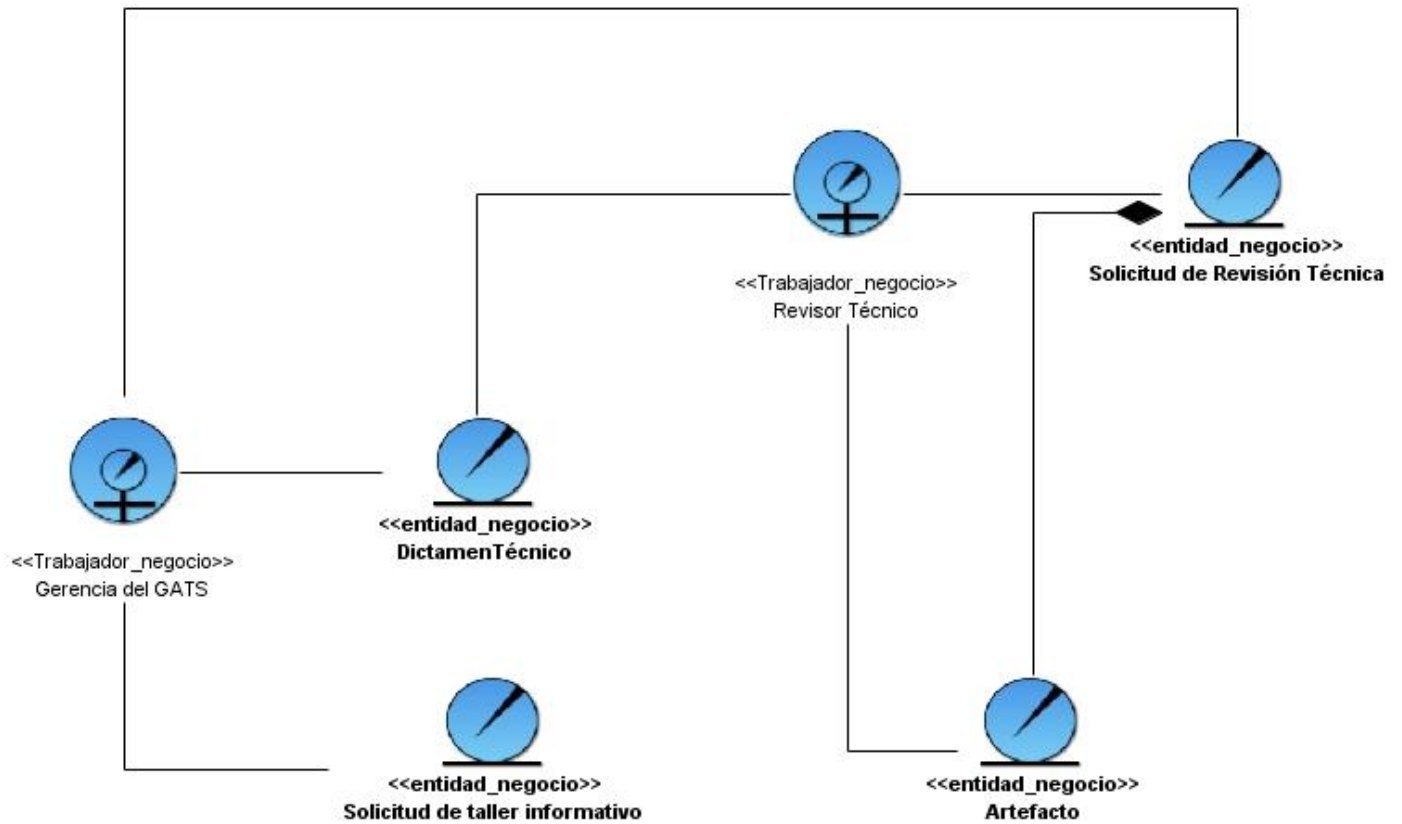 <<entidad_negocio>>
Solicitud de Revisión Técnica
<<Trabajador_negocio>>
Revisor Técnico
<<entidad_negocio>>
DictamenTécnico
<<Trabajador_negocio>>
Gerencia del GATS
<<entidad_negocio>>
Solicitud de taller informativo
<<entidad_negocio>>
Artefacto